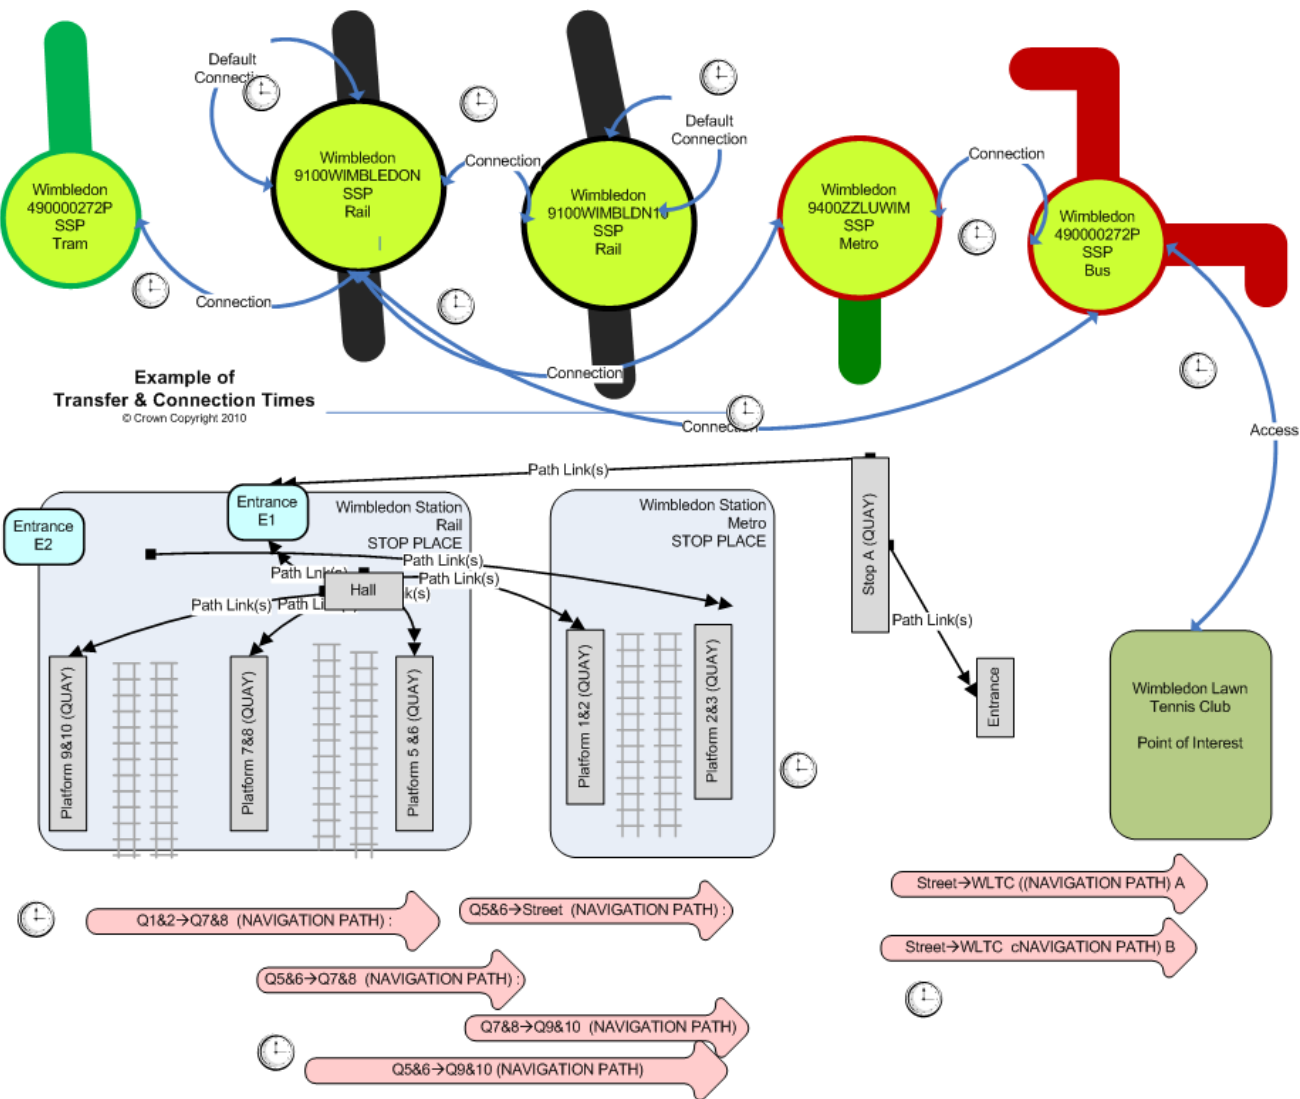 Default
Connecti
Wimbledon
490000272P
SSP
Tram
Wimbledon
9100WIMBLEDON
SSP
Rail
Connection
Default
Connection
Wimbledon
9100WIMBLDN1
SSP
Rail
Wimbledon
9400ZZLUWIM
SSP
Metro
Connection
Wimbledon
490000272P
SSP
Bus
Connection
Connection
Connec
Access
Example of
Transfer & Connection Times
© Crown Copyright 2010
Path Link(s)
Entrance
E1
Entrance
E2
Wimbledon Station
Rail
STOP PLACE
Wimbledon Station
Metro
STOP PLACE
Path Link(s)
Path Lnk(s)
Path Link(s)
Hall
k(s)
Path Link(s)
Path Li
Stop A (QUAY)
Path Link(s)
Platform 9&10 (QUAY)
Platform 7&8 (QUAY)
Platform 5 &6 (QUAY)
Platform 1&2 (QUAY)
Platform 2&3 (QUAY)
Entrance
Wimbledon Lawn
Tennis Club
Point of Interest
Q1&2→Q7&8 (NAVIGATION PATH) :
Q5&6→Street (NAVIGATION PATH) :
Street→WLTC ((NAVIGATION PATH) A
Street→WLTC cNAVIGATION PATH) B
Q5&6→Q7&8 (NAVIGATION PATH) :
Q7&8→Q9&10 (NAVIGATION PATH)
Q5&6→Q9&10 (NAVIGATION PATH)